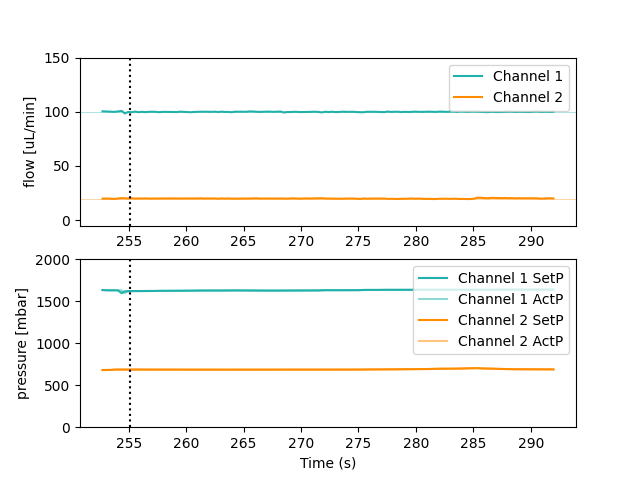 150
100
50
0
flow [uL/min]
Channel 1
Channel 2
255 260 265 270 275 280 285 290
2000
1500
1000
500
0
pressure [mbar]
Channel 1 SetP
Channel 1 ActP
Channel 2 SetP
Channel 2 ActP
255 260 265 270 275 280 285 290
Time (s)